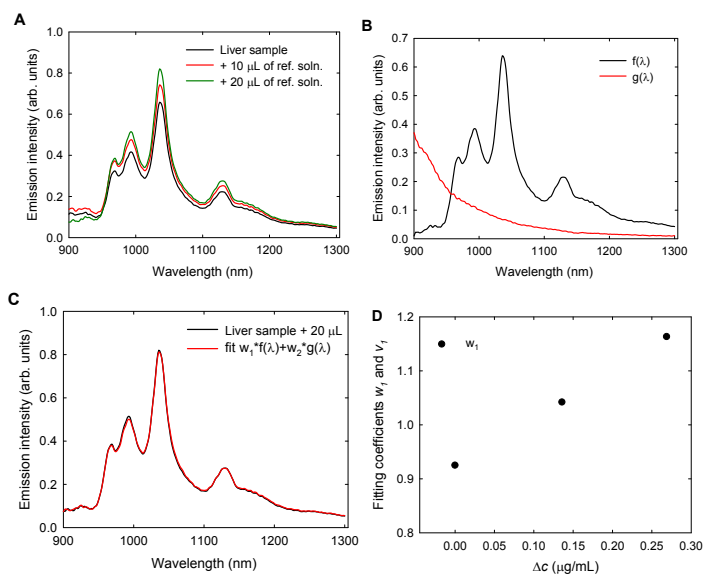 A
Emission intensity (arb. units)
1.0
0.8
0.6
0.4
0.2
0.0
Liver sample
+ 10 µL of ref. soln.
+ 20 µL of ref. soln.
900 1000 1100 1200 1300
Wavelength (nm)
B
Emission intensity (arb. units)
0.7
0.6
0.5
0.4
0.3
0.2
0.1
0.0
f(λ)
g(λ)
900 1000 1100 1200 1300
Wavelength (nm)
C
Emission intensity (arb. units)
1.0
0.8
0.6
0.4
0.2
0.0
Liver sample + 20 µL
fit w1*f(λ)+w2*g(λ)
900 1000 1100 1200 1300
Wavelength (nm)
D
Fitting coeffidents w1 and v1
1.2
1.1
1.0
0.9
0.8
w1
0.00 0.05 0.10 0.15 0.20 0.25 0.30
Δc (µg/mL)